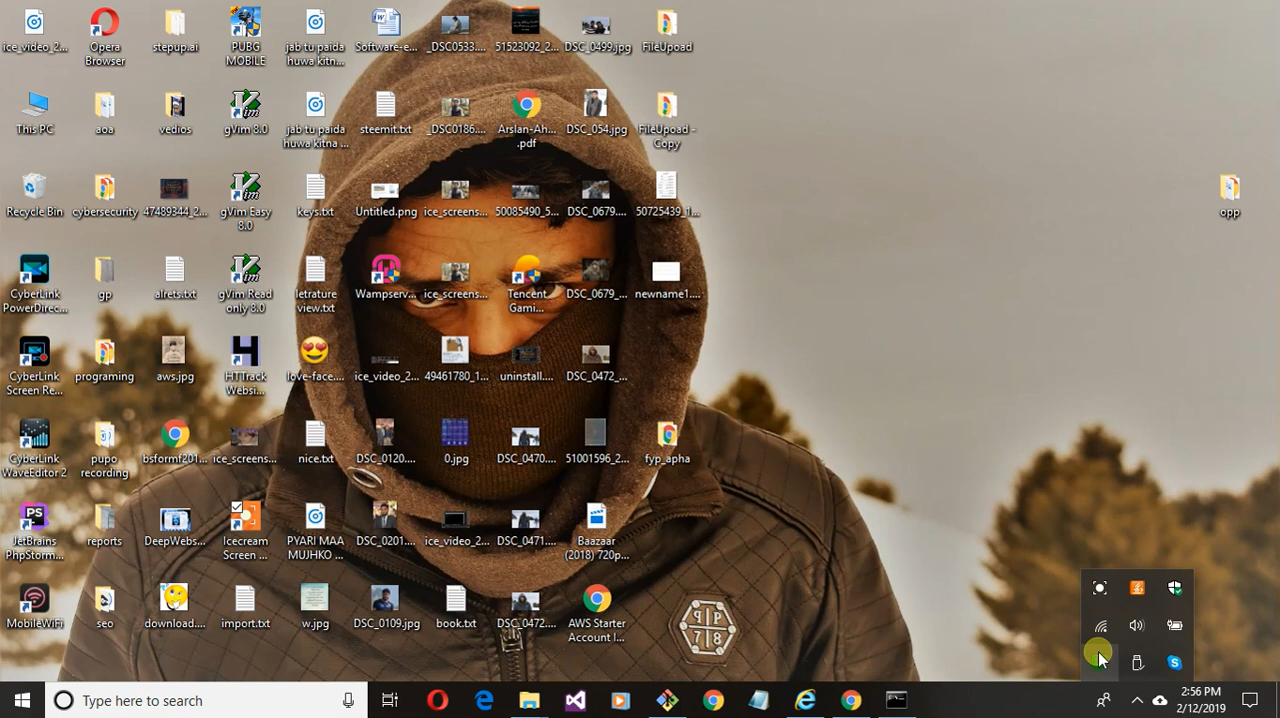 ice_video_2...
Opera
Browser
stepup.ai
PUBG
MOBILE
jab tu paida
huwa kitn...
Software-e...
_DSC0533....
51523092_2...
DSC_0499.jpg
FileUpoad
This PC
aoa
vedios
gVim 8.0
jab tu paida
huwa kitna ...
steemit.txt
_DSC0186....
Arslan-Ah...
.pdf
DSC_054.jpg
FileUpoad -
Copy
Recycle Bin
cybersecurity
47489344_2...
gVim Easy
8.0
keys.txt
Untitled.png
ice_screens...
50085490_5...
DSC_0679....
50725439_1...
opp
CyberLink
PowerDirec...
gp
alrets.txt
gVim Read
only 8.0
letrature
view.txt
Wampserv...
ice_screens...
Tencent
Gami...
DSC_0679_...
newname1....
CyberLink
Screen Re...
programing
aws.jpg
HTTrack
Websi...
love-face....
ice_video_2...
49461780_1...
uninstall....
DSC_0472_...
CyberLink
WaveEditor 2
pupo
recording
bsformf201...
ice_screens...
nice.txt
DSC_0120....
0.jpg
DSC_0470....
51001596_2...
fyp_apha
JetBrains
PhpStorm...
reports
DeepWebs...
Icecream
Screen ...
PYARI MAA
MUJHKO ...
DSC_0201....
ice_video_2...
DSC_0471....
Baazaar
(2018) 720p...
MobileWiFi
seo
download....
import.txt
w.jpg
DSC_0109.jpg
book.txt
DSC_0472....
AWS Starter
Account I...
Type here to search
2:56 PM
2/12/2019